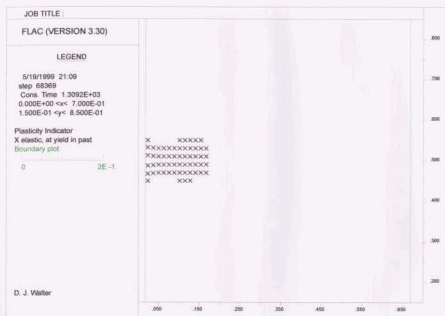 JOB TITLE :
FLAC (VERSION 3.30)
LEGEND
5/19/1999 21:09
step 68369
Cons. Time 1.3092E+03
0.000E+00 <x< 7.000E-01
1.500E-01 <y< 8.500E-01
Plasticity Indicator
X elastic, at yield in past
Boundary plot
0 2E -1
D. J. Walter
.800
.700
.600
.500
.400
.300
.200
.050 .150 .250 .350 .450 .550 .650